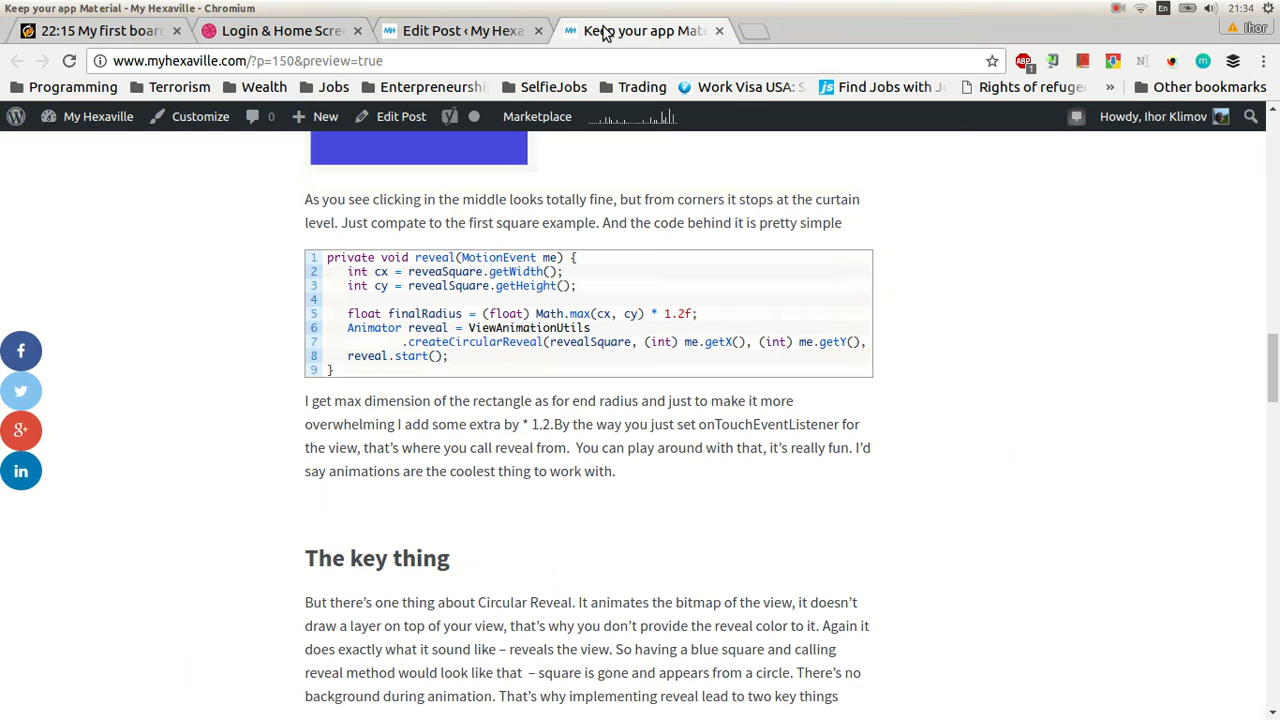 Keep your app Material - My Hexaville - Chromium
En
21:34
22:15 My first boar
Login & Home Scre
Edit Post ‹ My Hexa
Keep your app Mate
Ihor
www.myhexaville.com/?p=150&preview=true
ABP
1
Programming
Terrorism
Wealth
Jobs
Enterpreneurshi
SelfieJobs
Trading
Work Visa USA: S
Find Jobs with J
Rights of refuge
»
Other bookmarks
My Hexaville
Customize
0
New
Edit Post
Marketplace
Howdy, Ihor Klimov
As you see clicking in the middle looks totally fine, but from corners it stops at the curtain
level. Just compate to the first square example. And the code behind it is pretty simple
1 private void reveal(MotionEvent me) {
2 int cx = reveaSquare.getWidth();
3 int cy = revealSquare.getHeight();
4
5 float finalRadius = (float) Math.max(cx, cy) * 1.2f;
6 Animator reveal = ViewAnimationUtils
7 .createCircularReveal(revealSquare, (int) me.getX(), (int) me.getY(),
8 reveal.start();
9 }
I get max dimension of the rectangle as for end radius and just to make it more
overwhelming I add some extra by * 1.2.By the way you just set onTouchEventListener for
the view, that's where you call reveal from. You can play around with that, it's really fun. I'd
say animations are the coolest thing to work with.
The key thing
But there's one thing about Circular Reveal. It animates the bitmap of the view, it doesn't
draw a layer on top of your view, that's why you don't provide the reveal color to it. Again it
does exactly what it sound like – reveals the view. So having a blue square and calling
reveal method would look like that – square is gone and appears from a circle. There's no
background during animation. That's why implementing reveal lead to two key things